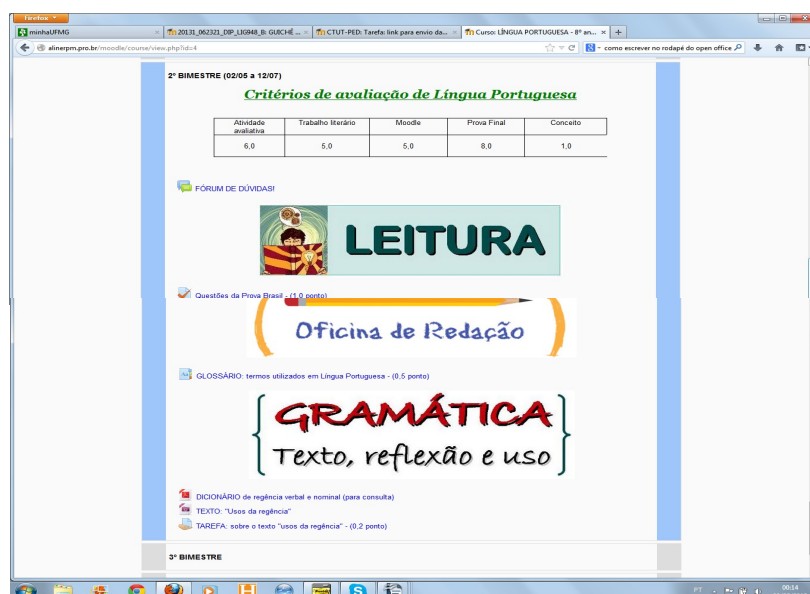 Firefox
minhaUFMG
20131_062321_DIP_LIG948_B: GUICHÊ ...
CTUT-PED: Tarefa: link para envio da...
Curso: LÍNGUA PORTUGUESA - 8º an...
alinerpm.pro.br/moodle/course/view.php?id=4
como escrever no rodapé do open office
2º BIMESTRE (02/05 a 12/07)
Critérios de avaliação de Língua Portuguesa
Atividade avaliativa Trabalho literário Moodle Prova Final Conceito
6,0 5,0 5,0 8,0 1,0
FÓRUM DE DÚVIDAS!
LEITURA
Questões da Prova Brasil - (1,0 ponto)
Oficina de Redação
GLOSSÁRIO: termos utilizados em Língua Portuguesa - (0,5 ponto)
GRAMÁTICA
Texto, reflexão e uso
DICIONÁRIO de regência verbal e nominal (para consulta)
TEXTO: "Usos da regência"
TAREFA: sobre o texto "usos da regência" - (0,2 ponto)
3º BIMESTRE
PT
00:14